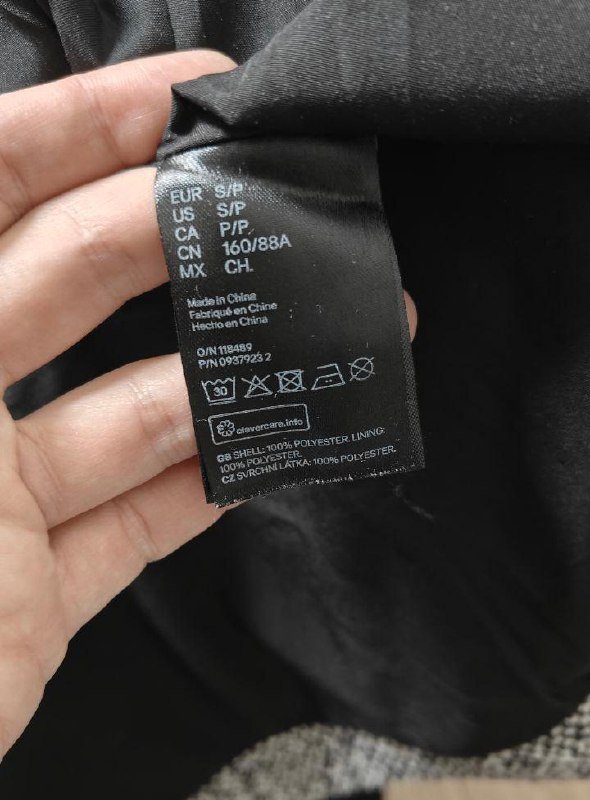 EUR S/P
US S/P
CA P/P
CN 160/88A
MX CH.
Made in China
Fabriqué en Chine
Hecho en China
O/N 118489
P/N 0937923 2
30
clevercare.info
GB SHELL: 100% POLYESTER. LINING:
100% POLYESTER.
CZ SVRCHNÍ LÁTKA: 100% POLYESTER.